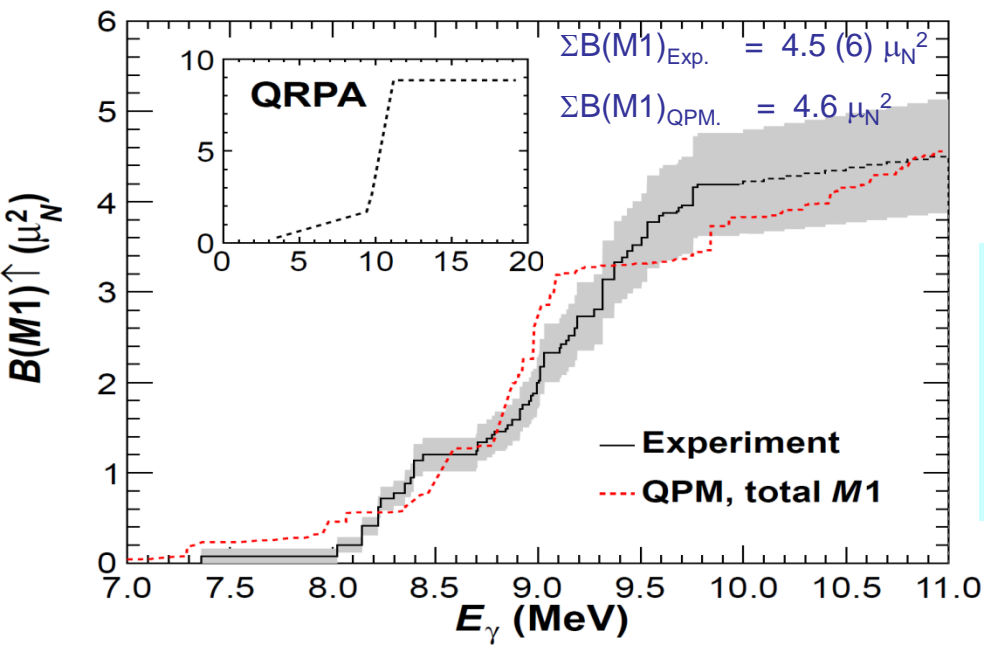 ΣB(M1)Exp. = 4.5 (6) μN²
ΣB(M1)QPM. = 4.6 μN²
QRPA
10
5
0
0 5 10 15 20
6
5
4
3
2
1
0
B(M1)↑ (μ²N)
Experiment
QPM, total M1
7.0 7.5 8.0 8.5 9.0 9.5 10.0 10.5 11.0
Eγ (MeV)